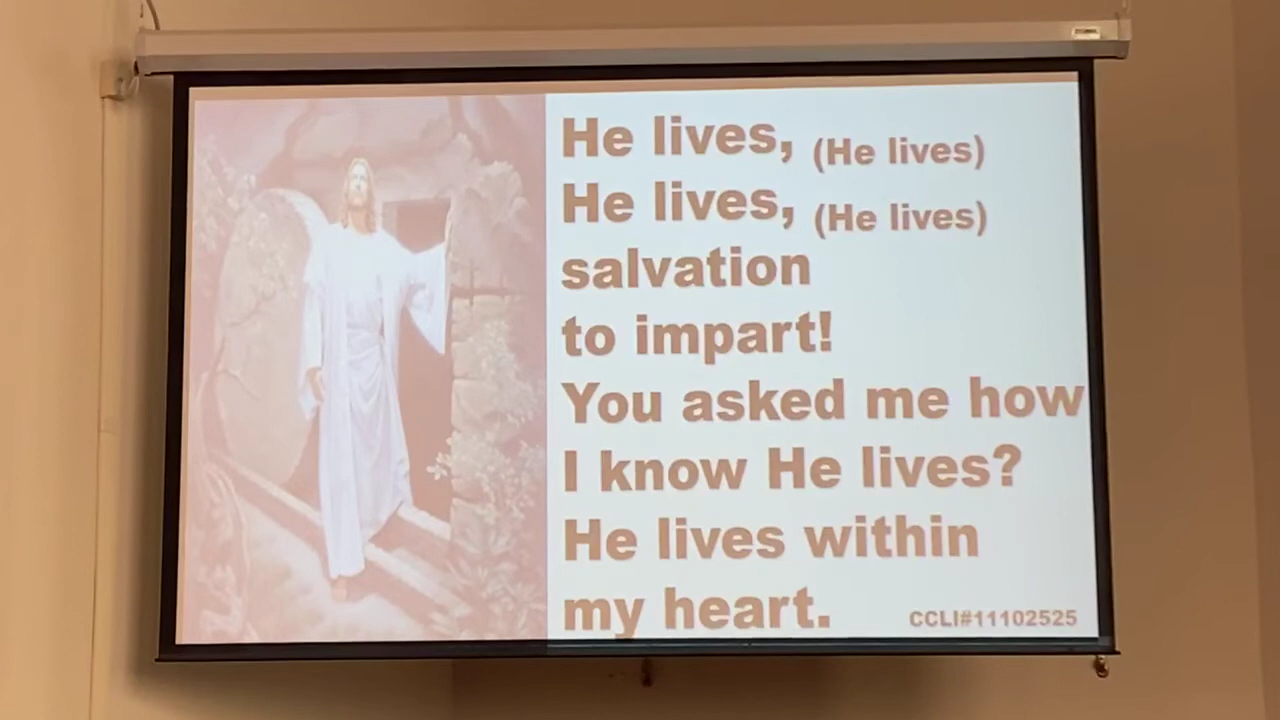 He lives, (He lives)
He lives, (He lives)
salvation
to impart!
You asked me how
I know He lives?
He lives within
my heart.
CCLI#11102525